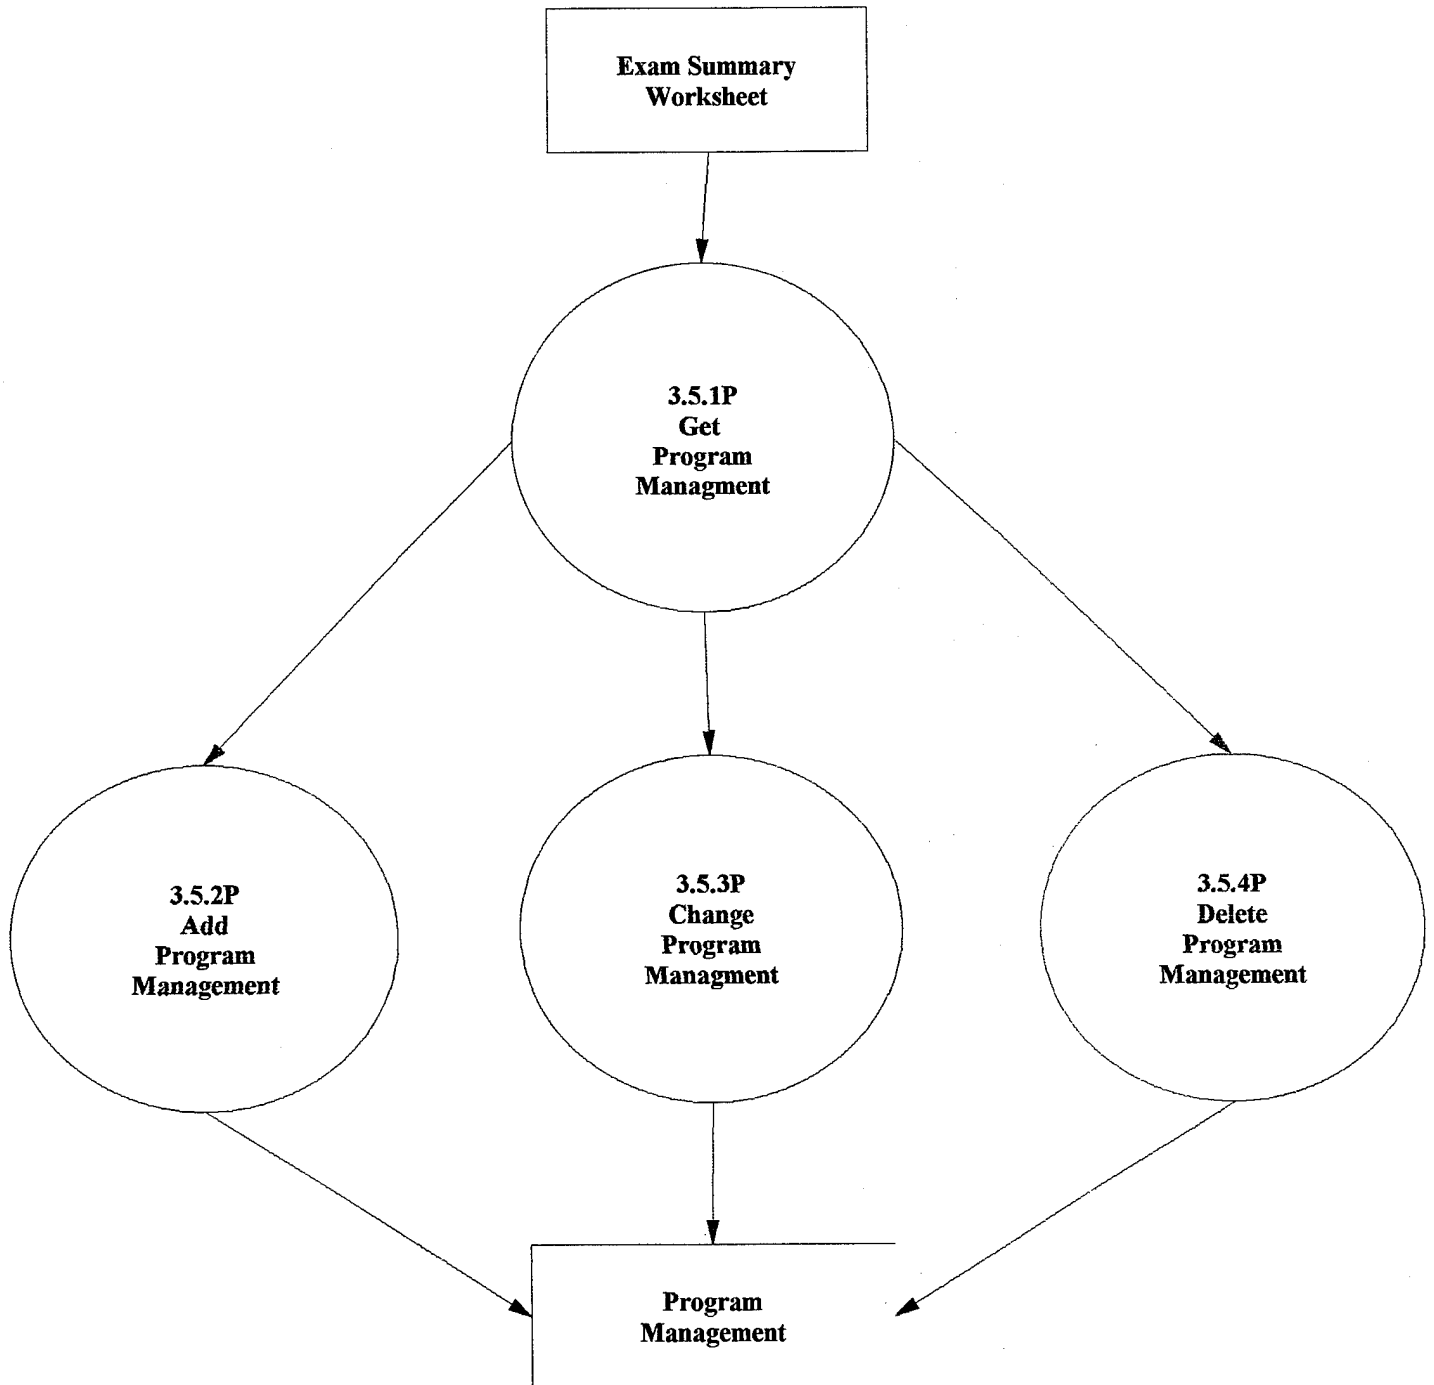 Exam Summary
Worksheet
3.5.1P
Get
Program
Managment
3.5.2P
Add
Program
Management
3.5.3P
Change
Program
Managment
3.5.4P
Delete
Program
Management
Program
Management